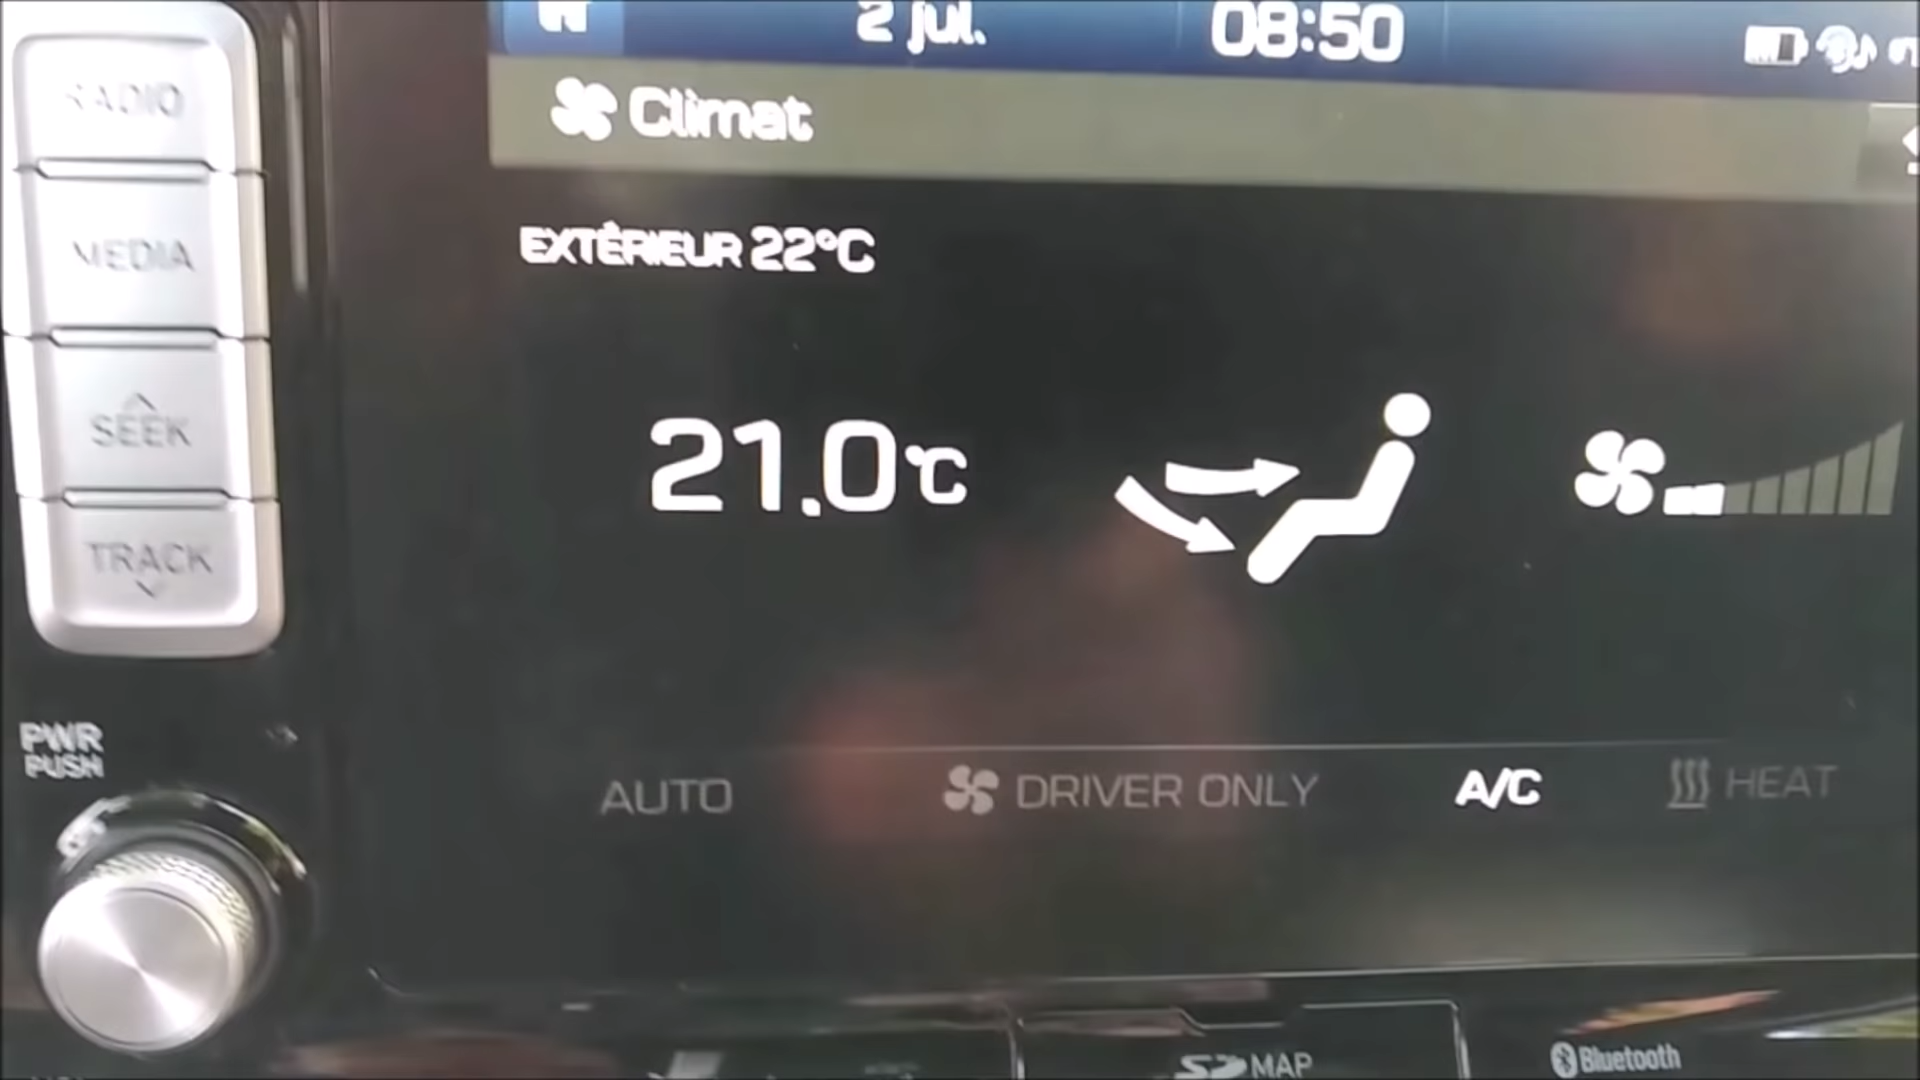 2 jul.
08:50
Climat
EXTÉRIEUR 22°C
21.0°C
AUTO
DRIVER ONLY
A/C
HEAT
RADIO
MEDIA
SEEK
TRACK
PWR
PUSH
SD MAP
Bluetooth